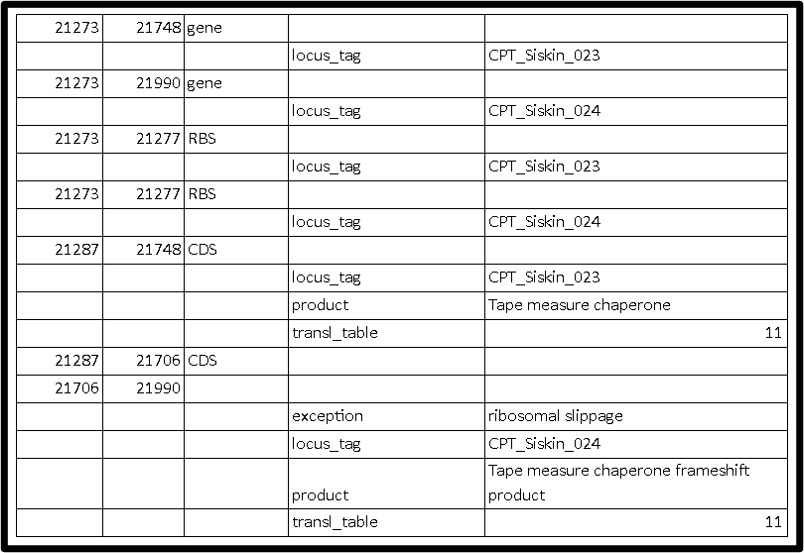 21273 21748 gene
locus_tag CPT_Siskin_023
21273 21990 gene
locus_tag CPT_Siskin_024
21273 21277 RBS
locus_tag CPT_Siskin_023
21273 21277 RBS
locus_tag CPT_Siskin_024
21287 21748 CDS
locus_tag CPT_Siskin_023
product Tape measure chaperone
transl_table 11
21287 21706 CDS
21706 21990
exception ribosomal slippage
locus_tag CPT_Siskin_024
Tape measure chaperone frameshift
product product
transl_table 11